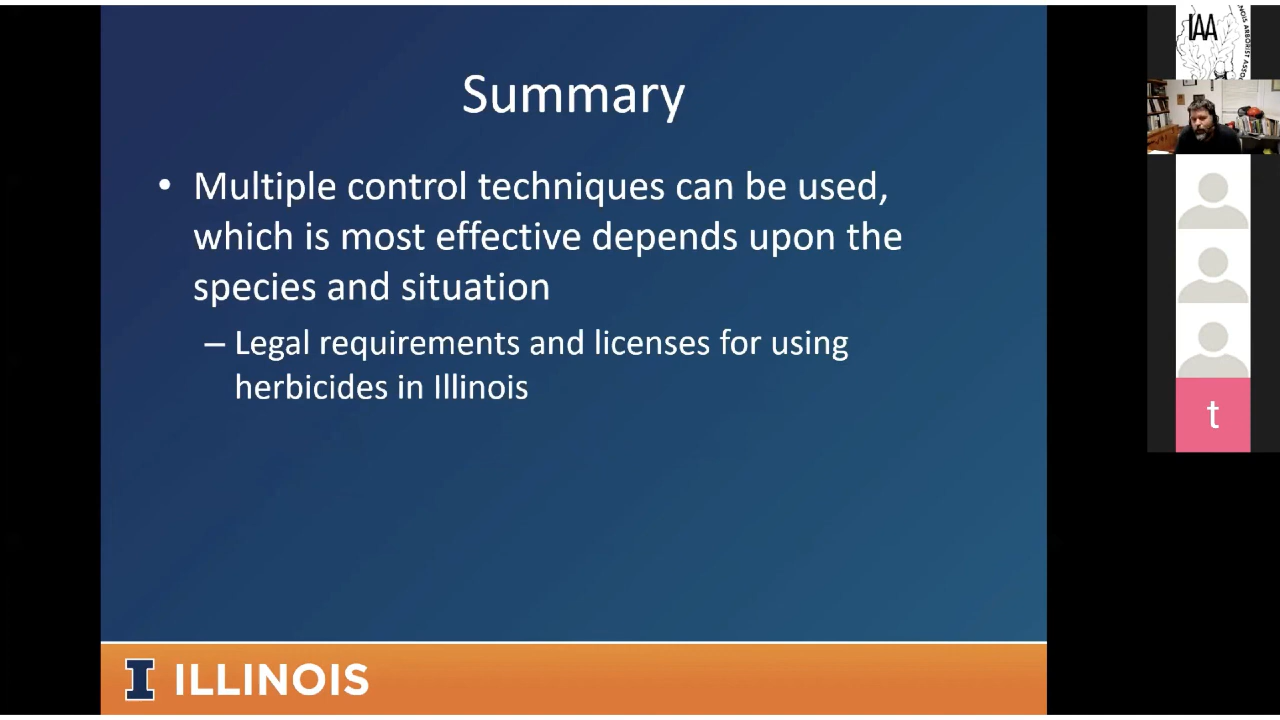 Summary
• Multiple control techniques can be used,
which is most effective depends upon the
species and situation
– Legal requirements and licenses for using
herbicides in Illinois
I ILLINOIS
IAA
t